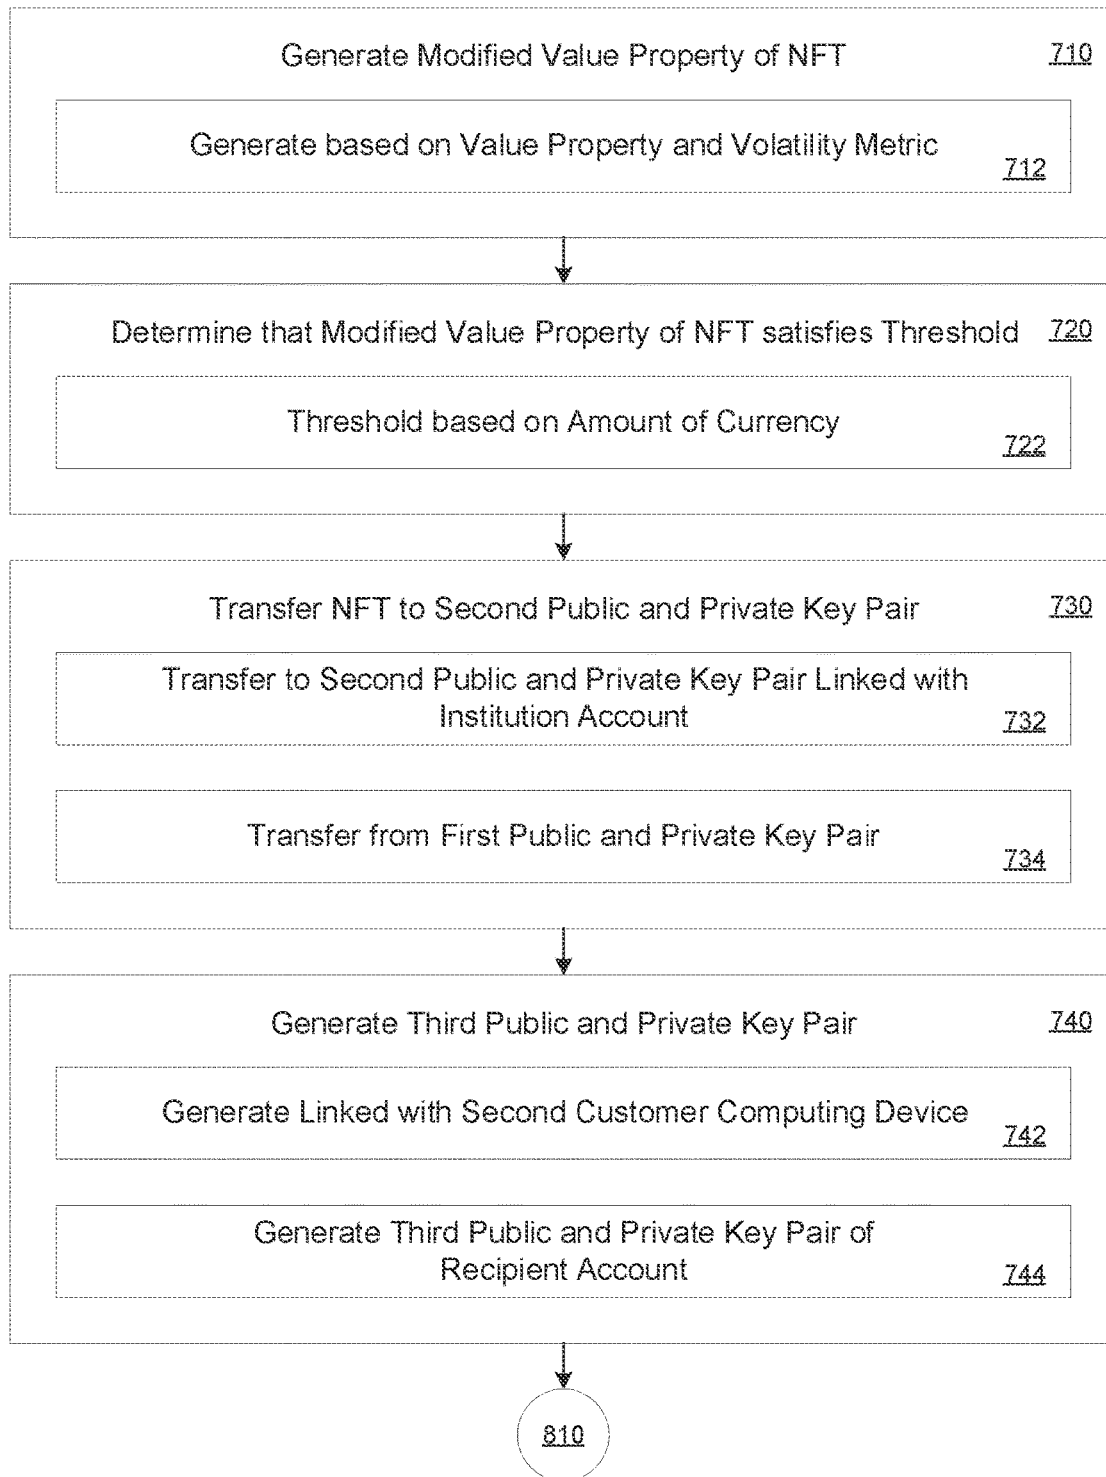 Generate Modified Value Property of NFT 710
Generate based on Value Property and Volatility Metric
712
Determine that Modified Value Property of NFT satisfies Threshold 720
Threshold based on Amount of Currency
722
Transfer NFT to Second Public and Private Key Pair 730
Transfer to Second Public and Private Key Pair Linked with
Institution Account
732
Transfer from First Public and Private Key Pair
734
Generate Third Public and Private Key Pair 740
Generate Linked with Second Customer Computing Device
742
Generate Third Public and Private Key Pair of
Recipient Account
744
810